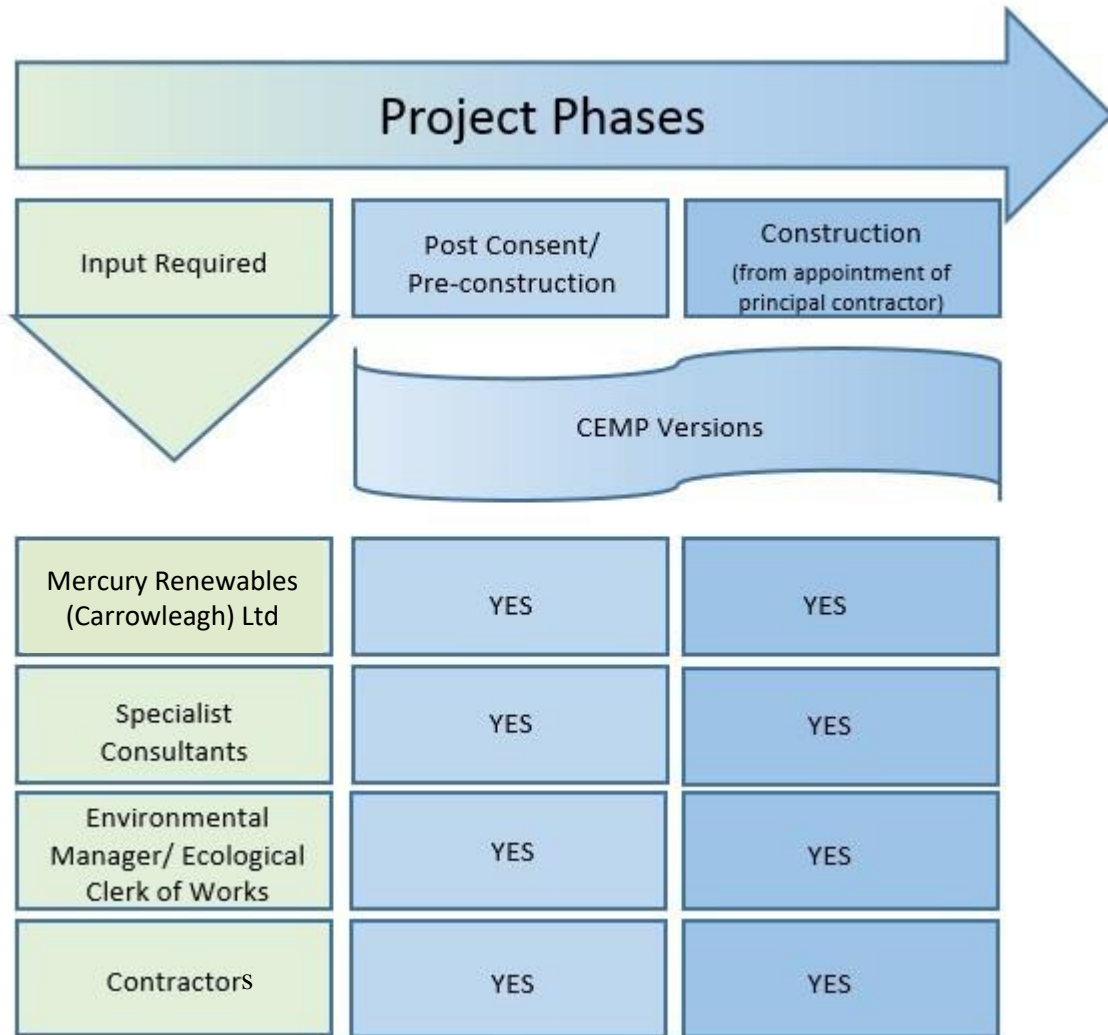 Project Phases
Input Required
Post Consent/
Pre-construction
Construction
(from appointment of
principal contractor)
CEMP Versions
Mercury Renewables
(Carrowleagh) Ltd
YES
YES
Specialist
Consultants
YES
YES
Environmental
Manager/ Ecological
Clerk of Works
YES
YES
Contractors
YES
YES